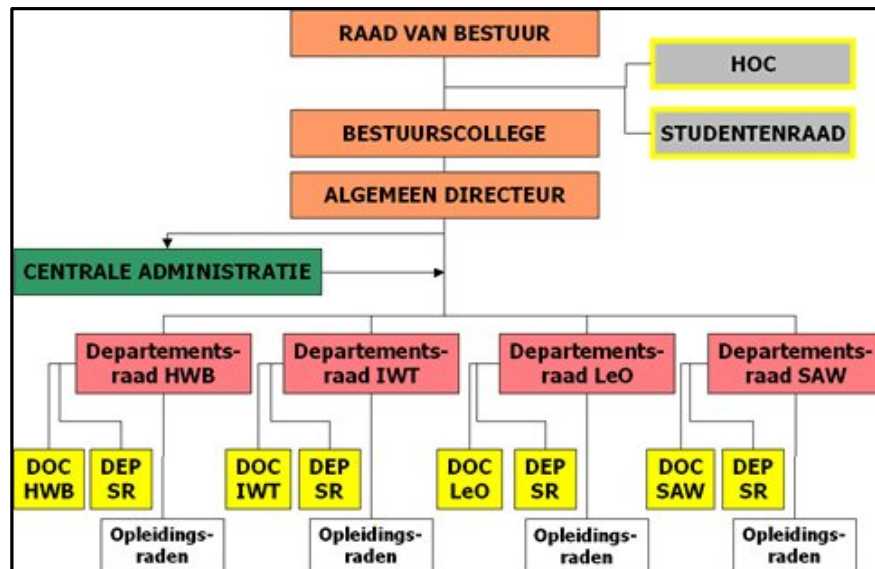 RAAD VAN BESTUUR
HOC
BESTUURSCOLLEGE
STUDENTENRAAD
ALGEMEEN DIRECTEUR
CENTRALE ADMINISTRATIE
Departements-
raad HWB
Departements-
raad IWT
Departements-
raad LeO
Departements-
raad SAW
DOC
HWB
DEP
SR
DOC
IWT
DEP
SR
DOC
LeO
DEP
SR
DOC
SAW
DEP
SR
Opleidings-
raden
Opleidings-
raden
Opleidings-
raden
Opleidings-
raden